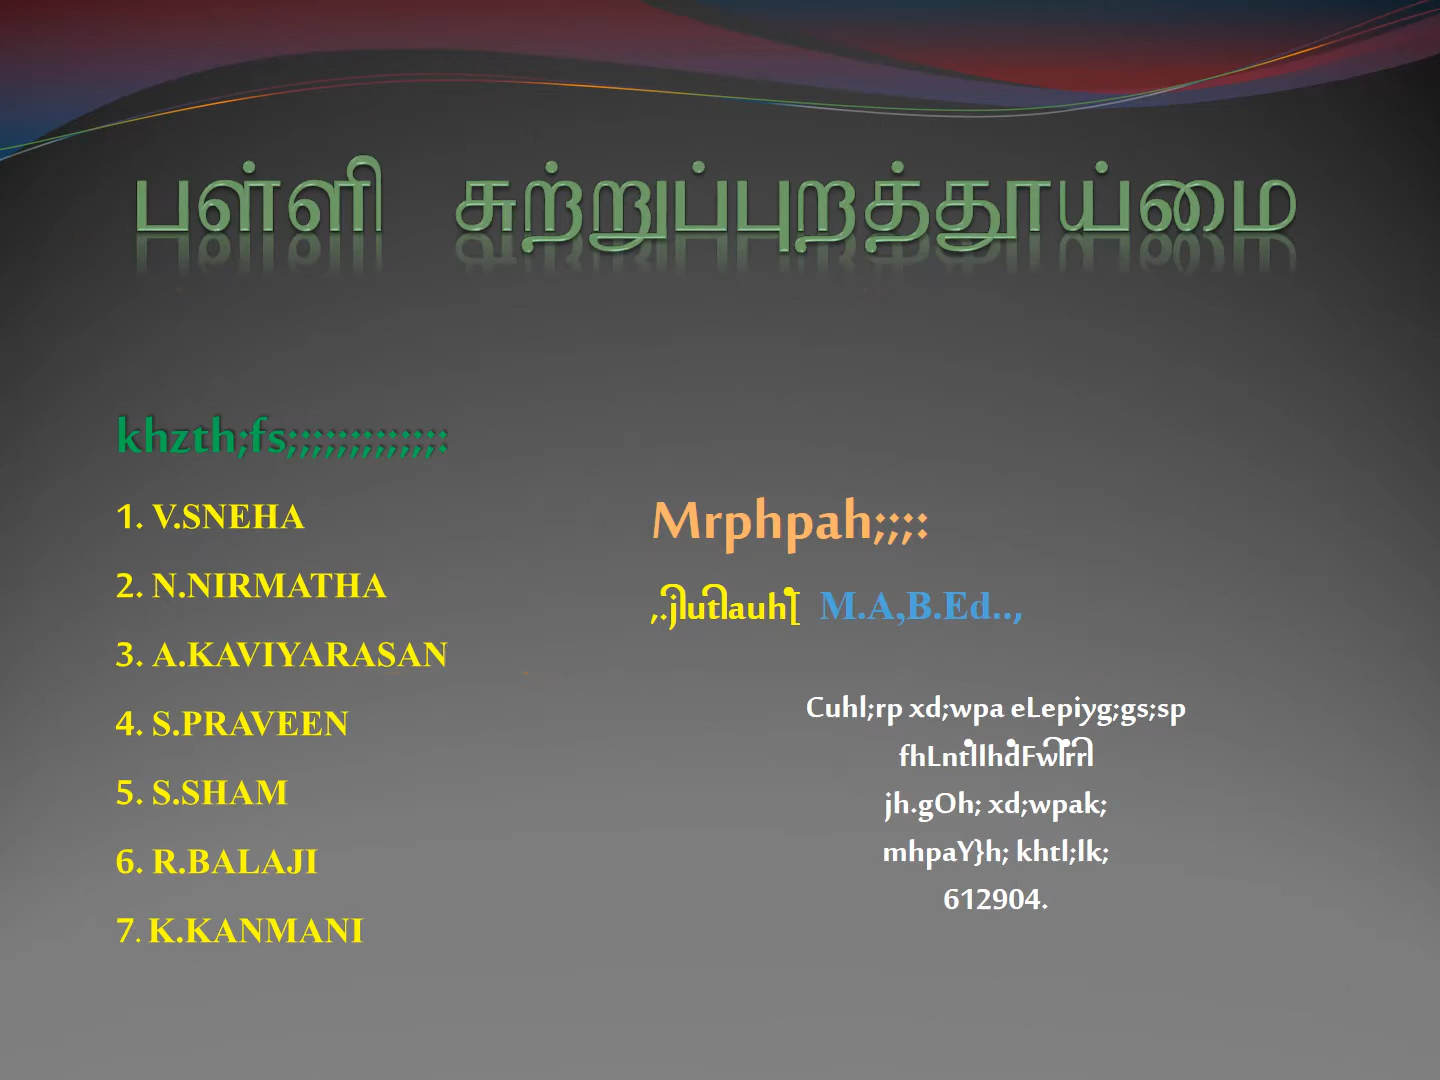 பள்ளி சுற்றுப்புறத்தூய்மை
khzth;fs;;;;;;;;;;;;;:
1. V.SNEHA
2. N.NIRMATHA
3. A.KAVIYARASAN
4. S.PRAVEEN
5. S.SHAM
6. R.BALAJI
7. K.KANMANI
Mrphpah;;;;:
M.A,B.Ed..,
Cuhl;rp xd;wpa eLepiyg;gs;sp
jh.gOh; xd;wpak;
mhpaY}h; khtl;lk;
612904.